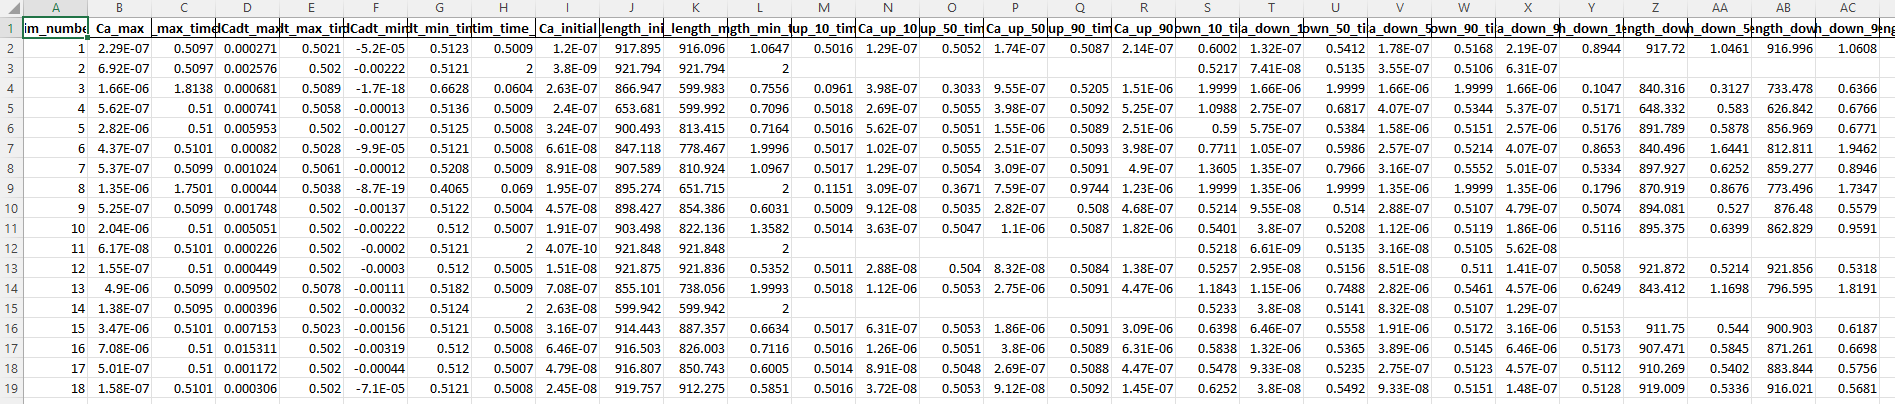 A B C D E F G H I J K L M N O P Q R S T U V W X Y Z AA AB AC
1 im_numbe Ca_max _max_time dCadt_max lt_max_tim dCadt_min lt_min_tim tim_time_ Ca_initial length_ini _length_m gth_min_t up_10_tim Ca_up_10 up_50_tim Ca_up_50 up_90_tim Ca_up_90 own_10_ti a_down_1 own_50_ti a_down_5 own_90_ti a_down_9 h_down_1 ength_dow h_down_5 ength_dow h_down_9 eng
2 1 2.29E-07 0.5097 0.000271 0.5021 -5.2E-05 0.5123 0.5009 1.2E-07 917.895 916.096 1.0647 0.5016 1.29E-07 0.5052 1.74E-07 0.5087 2.14E-07 0.6002 1.32E-07 0.5412 1.78E-07 0.5168 2.19E-07 0.8944 917.72 1.0461 916.996 1.0608
3 2 6.92E-07 0.5097 0.002576 0.502 -0.00222 0.5121 2 3.8E-09 921.794 921.794 2 0.5217 7.41E-08 0.5135 3.55E-07 0.5106 6.31E-07
4 3 1.66E-06 1.8138 0.000681 0.5089 -1.7E-18 0.6628 0.0604 2.63E-07 866.947 599.983 0.7556 0.0961 3.98E-07 0.3033 9.55E-07 0.5205 1.51E-06 1.9999 1.66E-06 1.9999 1.66E-06 1.9999 1.66E-06 0.1047 840.316 0.3127 733.478 0.6366
5 4 5.62E-07 0.51 0.000741 0.5058 -0.00013 0.5136 0.5009 2.4E-07 653.681 599.992 0.7096 0.5018 2.69E-07 0.5055 3.98E-07 0.5092 5.25E-07 1.0988 2.75E-07 0.6817 4.07E-07 0.5344 5.37E-07 0.5171 648.332 0.583 626.842 0.6766
6 5 2.82E-06 0.51 0.005953 0.502 -0.00127 0.5125 0.5008 3.24E-07 900.493 813.415 0.7164 0.5016 5.62E-07 0.5051 1.55E-06 0.5089 2.51E-06 0.59 5.75E-07 0.5384 1.58E-06 0.5151 2.57E-06 0.5176 891.789 0.5878 856.969 0.6771
7 6 4.37E-07 0.5101 0.00082 0.5028 -9.9E-05 0.5121 0.5008 6.61E-08 847.118 778.467 1.9996 0.5017 1.02E-07 0.5055 2.51E-07 0.5093 3.98E-07 0.7711 1.05E-07 0.5986 2.57E-07 0.5214 4.07E-07 0.8653 840.496 1.6441 812.811 1.9462
8 7 5.37E-07 0.5099 0.001024 0.5061 -0.00012 0.5208 0.5009 8.91E-08 907.589 810.924 1.0967 0.5017 1.29E-07 0.5054 3.09E-07 0.5091 4.9E-07 1.3605 1.35E-07 0.7966 3.16E-07 0.5552 5.01E-07 0.5334 897.927 0.6252 859.277 0.8946
9 8 1.35E-06 1.7501 0.00044 0.5038 -8.7E-19 0.4065 0.069 1.95E-07 895.274 651.715 2 0.1151 3.09E-07 0.3671 7.59E-07 0.9744 1.23E-06 1.9999 1.35E-06 1.9999 1.35E-06 1.9999 1.35E-06 0.1796 870.919 0.8676 773.496 1.7347
10 9 5.25E-07 0.5099 0.001748 0.502 -0.00137 0.5122 0.5004 4.57E-08 898.427 854.386 0.6031 0.5009 9.12E-08 0.5035 2.82E-07 0.508 4.68E-07 0.5214 9.55E-08 0.514 2.88E-07 0.5107 4.79E-07 0.5074 894.081 0.527 876.48 0.5579
11 10 2.04E-06 0.51 0.005051 0.502 -0.00222 0.512 0.5007 1.91E-07 903.498 822.136 1.3582 0.5014 3.63E-07 0.5047 1.1E-06 0.5087 1.82E-06 0.5401 3.8E-07 0.5208 1.12E-06 0.5119 1.86E-06 0.5116 895.375 0.6399 862.829 0.9591
12 11 6.17E-08 0.5101 0.000226 0.502 -0.0002 0.5121 2 4.07E-10 921.848 921.848 2 0.5218 6.61E-09 0.5135 3.16E-08 0.5105 5.62E-08
13 12 1.55E-07 0.51 0.000449 0.502 -0.0003 0.512 0.5005 1.51E-08 921.875 921.836 0.5352 0.5011 2.88E-08 0.504 8.32E-08 0.5084 1.38E-07 0.5257 2.95E-08 0.5156 8.51E-08 0.511 1.41E-07 0.5058 921.872 0.5214 921.856 0.5318
14 13 4.9E-06 0.5099 0.009502 0.5078 -0.00111 0.5182 0.5009 7.08E-07 855.101 738.056 1.9993 0.5018 1.12E-06 0.5053 2.75E-06 0.5091 4.47E-06 1.1843 1.15E-06 0.7488 2.82E-06 0.5461 4.57E-06 0.6249 843.412 1.1698 796.595 1.8191
15 14 1.38E-07 0.5095 0.000396 0.502 -0.00032 0.5124 2 2.63E-08 599.942 599.942 2 0.5233 3.8E-08 0.5141 8.32E-08 0.5107 1.29E-07
16 15 3.47E-06 0.5101 0.007153 0.5023 -0.00156 0.5121 0.5008 3.16E-07 914.443 887.357 0.6634 0.5017 6.31E-07 0.5053 1.86E-06 0.5091 3.09E-06 0.6398 6.46E-07 0.5558 1.91E-06 0.5172 3.16E-06 0.5153 911.75 0.544 900.903 0.6187
17 16 7.08E-06 0.51 0.015311 0.502 -0.00319 0.512 0.5008 6.46E-07 916.503 826.003 0.7116 0.5016 1.26E-06 0.5051 3.8E-06 0.5089 6.31E-06 0.5838 1.32E-06 0.5365 3.89E-06 0.5145 6.46E-06 0.5173 907.471 0.5845 871.261 0.6698
18 17 5.01E-07 0.51 0.001172 0.502 -0.00044 0.512 0.5007 4.79E-08 916.807 850.743 0.6005 0.5014 8.91E-08 0.5048 2.69E-07 0.5088 4.47E-07 0.5478 9.33E-08 0.5235 2.75E-07 0.5123 4.57E-07 0.5112 910.269 0.5402 883.844 0.5756
19 18 1.58E-07 0.5101 0.000306 0.502 -7.1E-05 0.5121 0.5008 2.45E-08 919.757 912.275 0.5851 0.5016 3.72E-08 0.5053 9.12E-08 0.5092 1.45E-07 0.6252 3.8E-08 0.5492 9.33E-08 0.5151 1.48E-07 0.5128 919.009 0.5336 916.021 0.5681